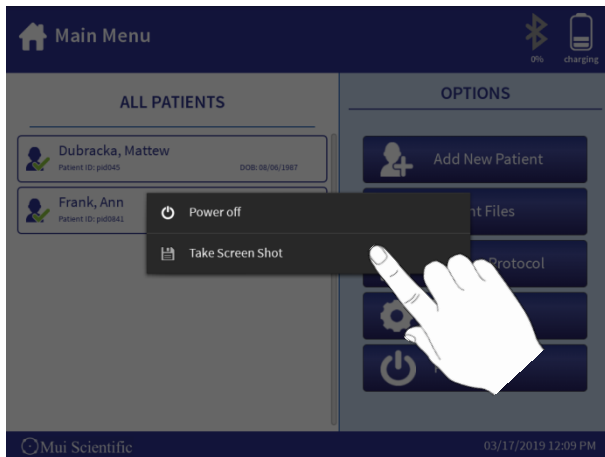 Main Menu
0%
charging
ALL PATIENTS
OPTIONS
Dubracka, Mattew
Patient ID: pid045
DOB: 08/06/1987
Frank, Ann
Patient ID: pid0841
Add New Patient
Files
Protocol
Power off
Take Screen Shot
Mui Scientific
03/17/2019 12:09 PM